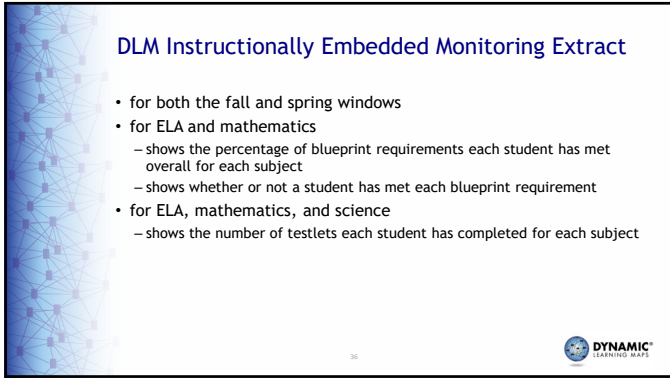 DLM Instructionally Embedded Monitoring Extract
• for both the fall and spring windows
• for ELA and mathematics
– shows the percentage of blueprint requirements each student has met
overall for each subject
– shows whether or not a student has met each blueprint requirement
• for ELA, mathematics, and science
– shows the number of testlets each student has completed for each subject
36
DYNAMIC®
LEARNING MAPS